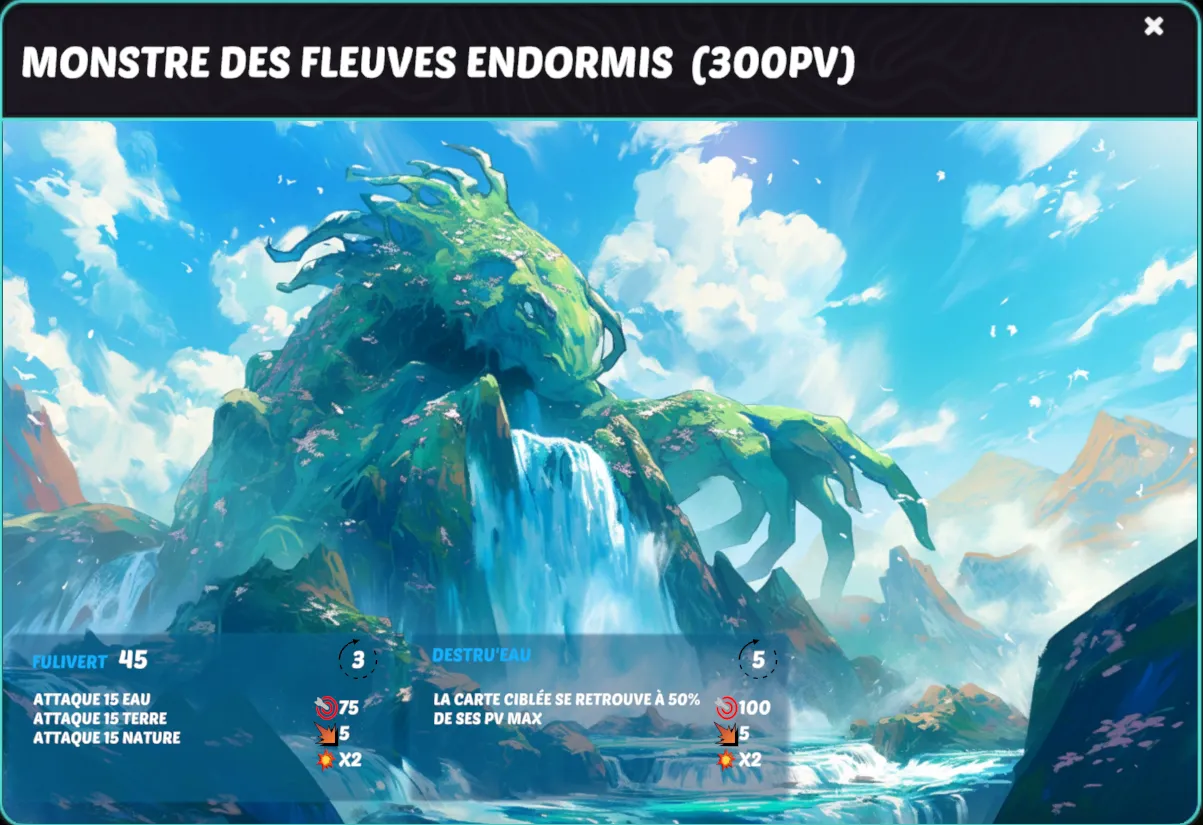 MONSTRE DES FLEUVES ENDORMIS (300PV)
FULIVERT 45
3
ATTAQUE 15 EAU
ATTAQUE 15 TERRE
ATTAQUE 15 NATURE
75
5
X2
DESTRU'EAU
5
LA CARTE CIBLÉE SE RETROUVE À 50%
DE SES PV MAX
100
5
X2